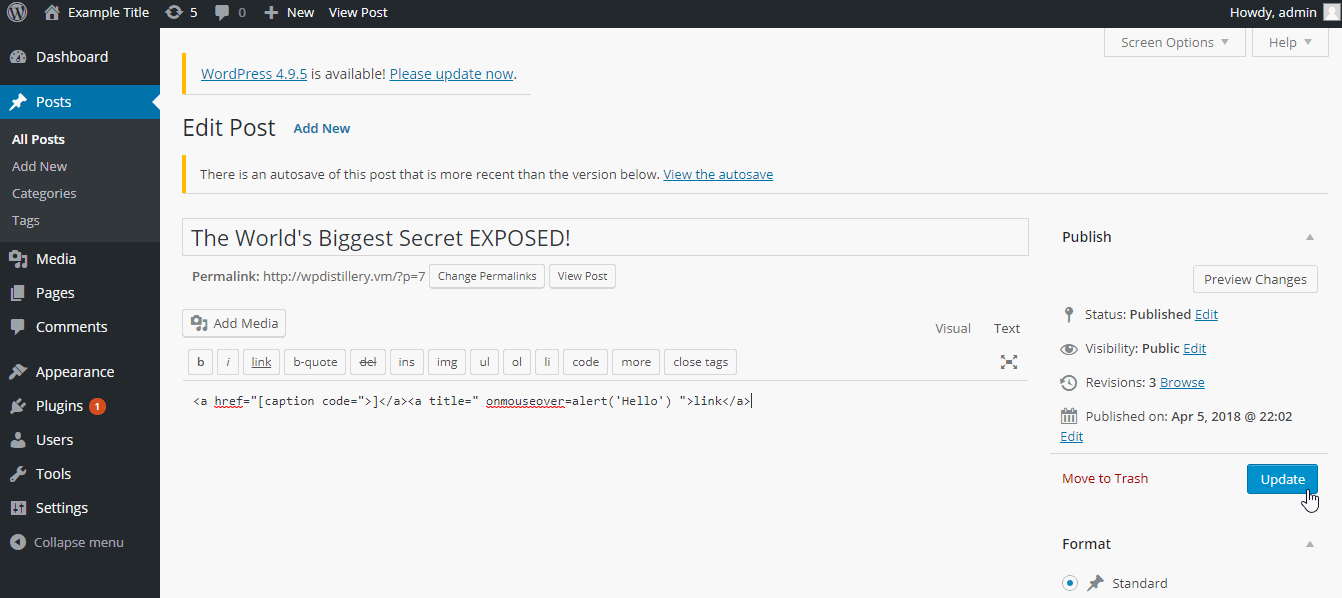 Example Title 5 0 New View Post Howdy, admin
Screen Options Help
Dashboard
Posts
All Posts
Add New
Categories
Tags
Media
Pages
Comments
Appearance
Plugins 1
Users
Tools
Settings
Collapse menu
WordPress 4.9.5 is available! Please update now.
Edit Post Add New
There is an autosave of this post that is more recent than the version below. View the autosave
The World's Biggest Secret EXPOSED!
Permalink: http://wpdistillery.vm/?p=7 Change Permalinks View Post
Add Media Visual Text
b i link b-quote del ins img ul ol li code more close tags
<a href="[caption code=">]</a><a title=" onmouseover=alert('Hello') ">link</a>
Publish
Preview Changes
Status: Published Edit
Visibility: Public Edit
Revisions: 3 Browse
Published on: Apr 5, 2018 @ 22:02
Edit
Move to Trash Update
Format
Standard